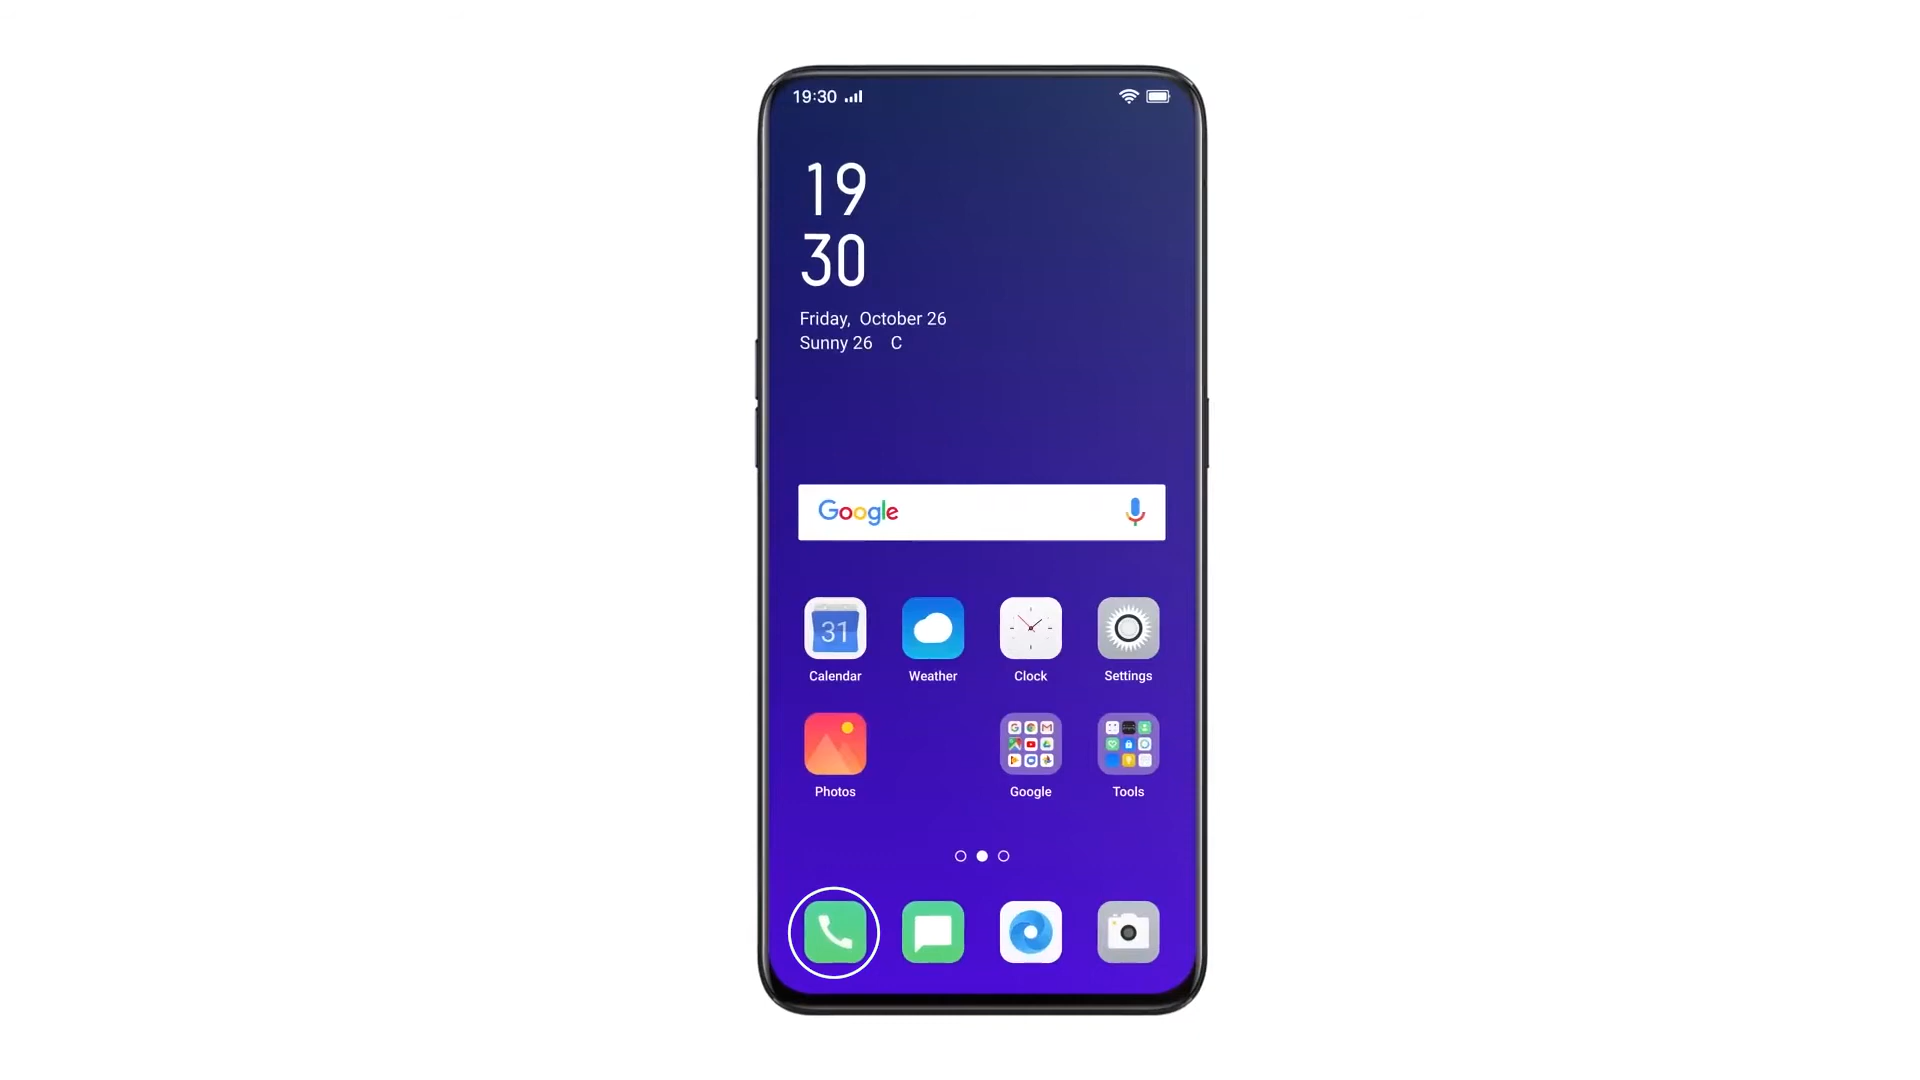 19:30
19
30
Friday, October 26
Sunny 26 C
Google
31
Calendar
Weather
Clock
Settings
Photos
Google
Tools